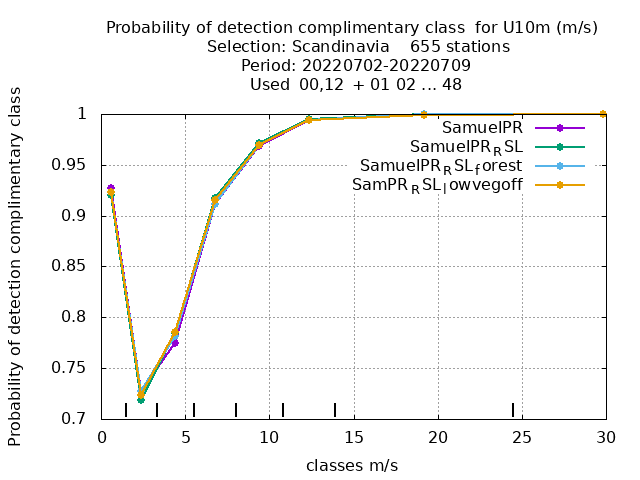 Probability of detection complimentary class  for U10m (m/s)
Selection: Scandinavia    655 stations
Period: 20220702-20220709
Used  00,12  + 01 02 ... 48
Probability of detection complimentary class
1
0.95
0.9
0.85
0.8
0.75
0.7
SamuelPR
SamuelPR_RSL
SamuelPR_RSL_forest
SamPR_RSL_lowvegoff
0 5 10 15 20 25 30
classes m/s